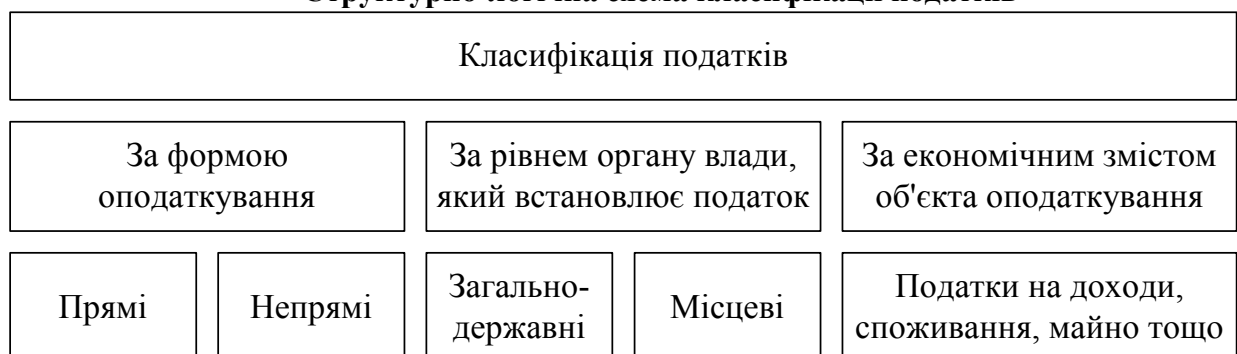 Класифікація податків
За формою
оподаткування
За рівнем органу влади,
який встановлює податок
За економічним змістом
об'єкта оподаткування
Прямі
Непрямі
Загально-
державні
Місцеві
Податки на доходи,
споживання, майно тощо